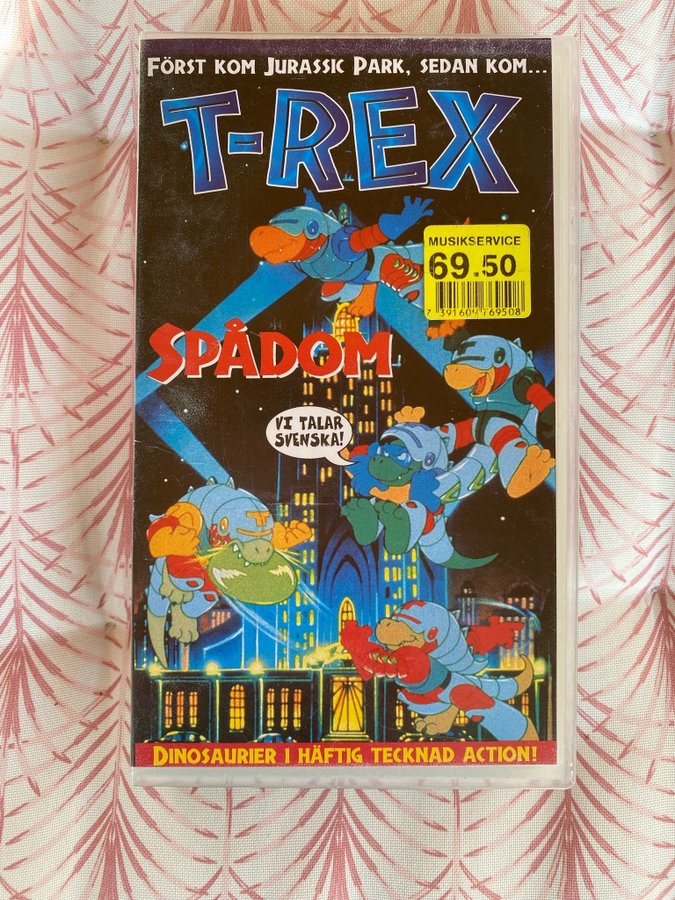 FÖRST KOM JURASSIC PARK, SEDAN KOM...
T-REX
MUSIKSERVICE
69.50
7 391609 769508
SPÅDOM
VI TALAR
SVENSKA!
DINOSAURIER I HÄFTIG TECKNAD ACTION!